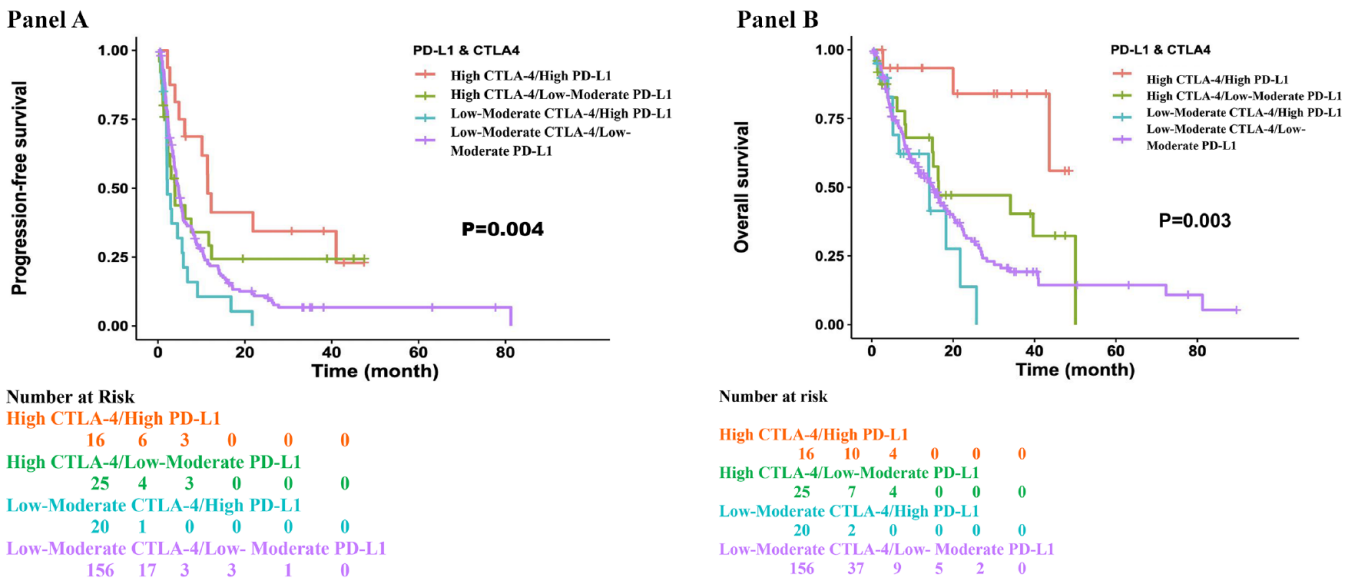 Panel A
PD-L1 & CTLA4
High CTLA-4/High PD-L1
High CTLA-4/Low-Moderate PD-L1
Low-Moderate CTLA-4/High PD-L1
Low-Moderate CTLA-4/Low-
Moderate PD-L1
P=0.004
Progression-free survival
1.00
0.75
0.50
0.25
0.00
0 20 40 60 80
Time (month)
Number at Risk
High CTLA-4/High PD-L1
16 6 3 0 0 0
High CTLA-4/Low-Moderate PD-L1
25 4 3 0 0 0
Low-Moderate CTLA-4/High PD-L1
20 1 0 0 0 0
Low-Moderate CTLA-4/Low- Moderate PD-L1
156 17 3 3 1 0
Panel B
PD-L1 & CTLA4
High CTLA-4/High PD-L1
High CTLA-4/Low-Moderate PD-L1
Low-Moderate CTLA-4/High PD-L1
Low-Moderate CTLA-4/Low-
Moderate PD-L1
P=0.003
Overall survival
1.00
0.75
0.50
0.25
0.00
0 20 40 60 80
Time (month)
Number at risk
High CTLA-4/High PD-L1
16 10 4 0 0 0
High CTLA-4/Low-Moderate PD-L1
25 7 4 0 0 0
Low-Moderate CTLA-4/High PD-L1
20 2 0 0 0 0
Low-Moderate CTLA-4/Low- Moderate PD-L1
156 37 9 5 2 0